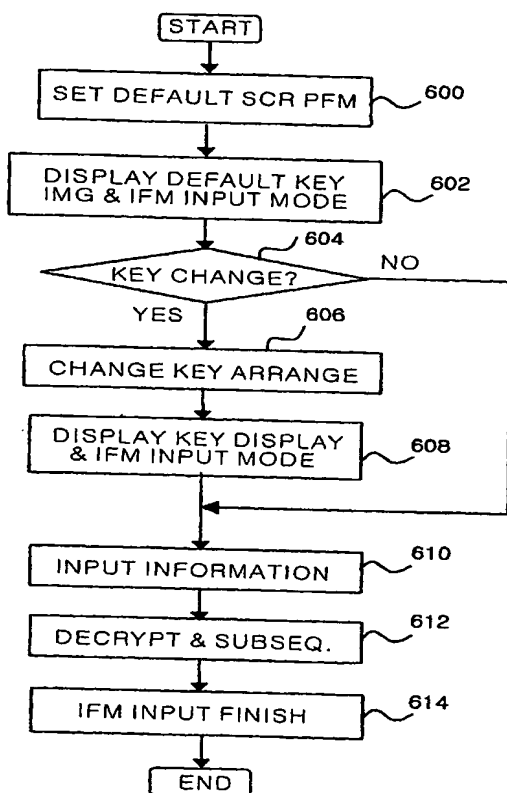 START
SET DEFAULT SCR PFM
600
DISPLAY DEFAULT KEY
IMG & IFM INPUT MODE
602
604
KEY CHANGE?
NO
YES
606
CHANGE KEY ARRANGE
DISPLAY KEY DISPLAY
& IFM INPUT MODE
608
610
INPUT INFORMATION
612
DECRYPT & SUBSEQ.
614
IFM INPUT FINISH
END